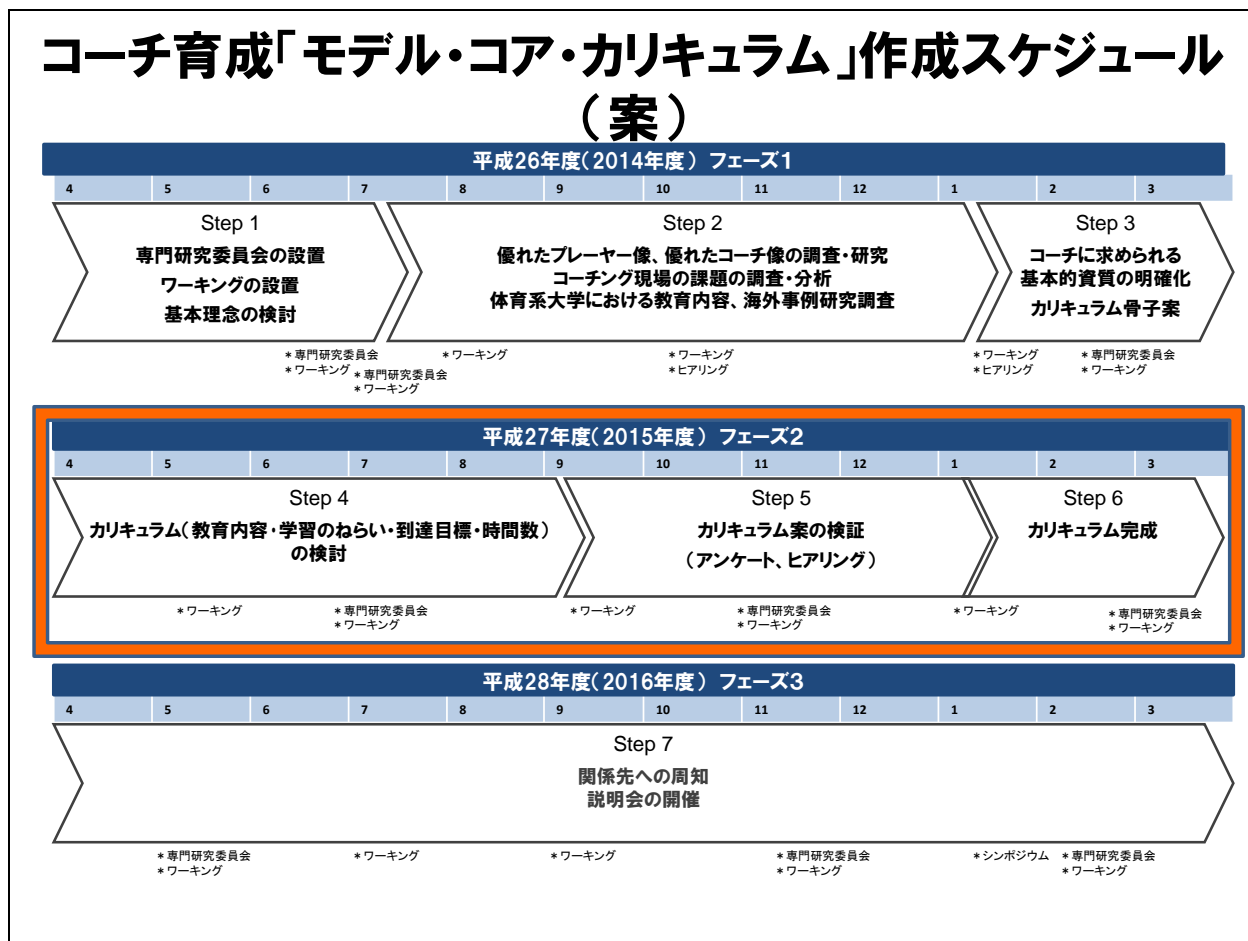 コーチ育成「モデル・コア・カリキュラム」作成スケジュール
(案)
平成26年度(2014年度) フェーズ1
4 5 6 7 8 9 10 11 12 1 2 3
Step 1
専門研究委員会の設置
ワーキングの設置
基本理念の検討
Step 2
優れたプレーヤー像、優れたコーチ像の調査・研究
コーチング現場の課題の調査・分析
体育系大学における教育内容、海外事例研究調査
Step 3
コーチに求められる
基本的資質の明確化
カリキュラム骨子案
*専門研究委員会
*ワーキング
*専門研究委員会
*ワーキング
*ワーキング
*ワーキング
*ヒアリング
*ワーキング
*ヒアリング
*専門研究委員会
*ワーキング
平成27年度(2015年度) フェーズ2
4 5 6 7 8 9 10 11 12 1 2 3
Step 4
カリキュラム(教育内容・学習のねらい・到達目標・時間数)
の検討
Step 5
カリキュラム案の検証
(アンケート、ヒアリング)
Step 6
カリキュラム完成
*ワーキング
*専門研究委員会
*ワーキング
*ワーキング
*専門研究委員会
*ワーキング
*ワーキング
*専門研究委員会
*ワーキング
平成28年度(2016年度) フェーズ3
4 5 6 7 8 9 10 11 12 1 2 3
Step 7
関係先への周知
説明会の開催
*専門研究委員会
*ワーキング
*ワーキング
*ワーキング
*専門研究委員会
*ワーキング
*シンポジウム
*専門研究委員会
*ワーキング